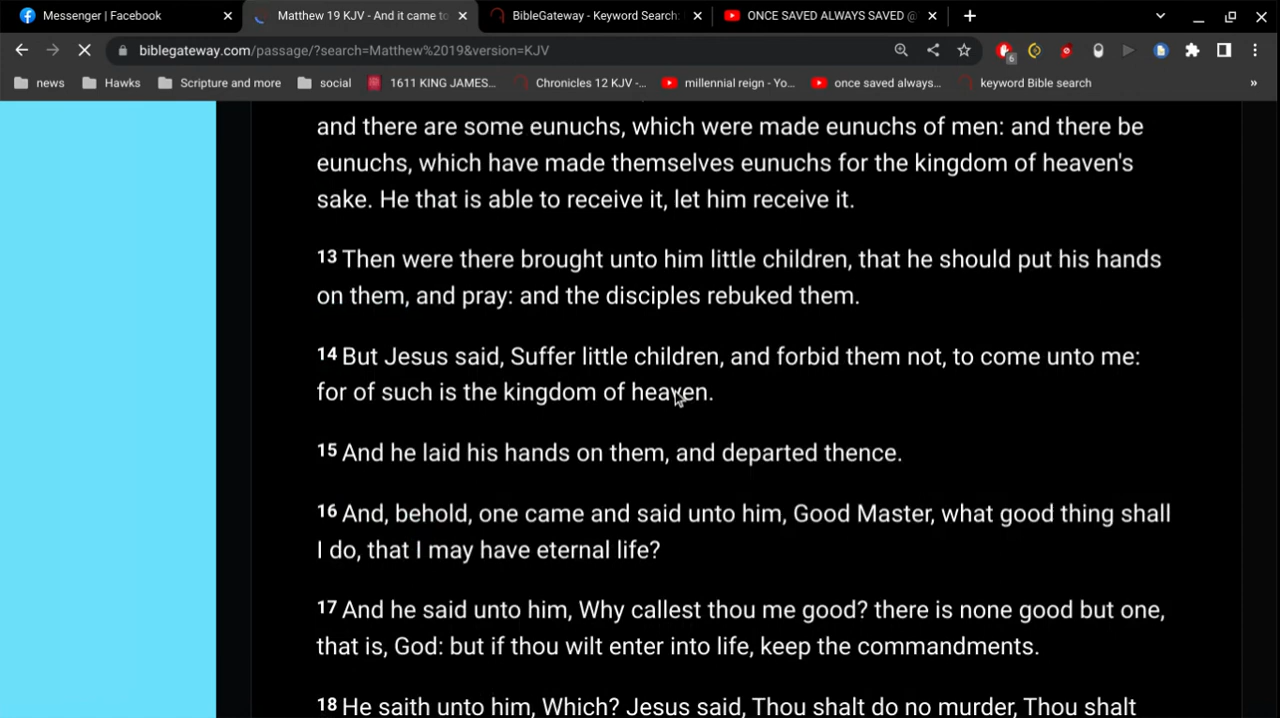 Messenger | Facebook
Matthew 19 KJV - And it came to
BibleGateway - Keyword Search:
ONCE SAVED ALWAYS SAVED @
biblegateway.com/passage/?search=Matthew%2019&version=KJV
6
news
Hawks
Scripture and more
social
1611 KING JAMES...
Chronicles 12 KJV -...
millennial reign - Yo...
once saved always...
keyword Bible search
»
and there are some eunuchs, which were made eunuchs of men: and there be
eunuchs, which have made themselves eunuchs for the kingdom of heaven's
sake. He that is able to receive it, let him receive it.
13 Then were there brought unto him little children, that he should put his hands
on them, and pray: and the disciples rebuked them.
14 But Jesus said, Suffer little children, and forbid them not, to come unto me:
for of such is the kingdom of heaven.
15 And he laid his hands on them, and departed thence.
16 And, behold, one came and said unto him, Good Master, what good thing shall
I do, that I may have eternal life?
17 And he said unto him, Why callest thou me good? there is none good but one,
that is, God: but if thou wilt enter into life, keep the commandments.
18 He saith unto him, Which? Jesus said, Thou shalt do no murder, Thou shalt